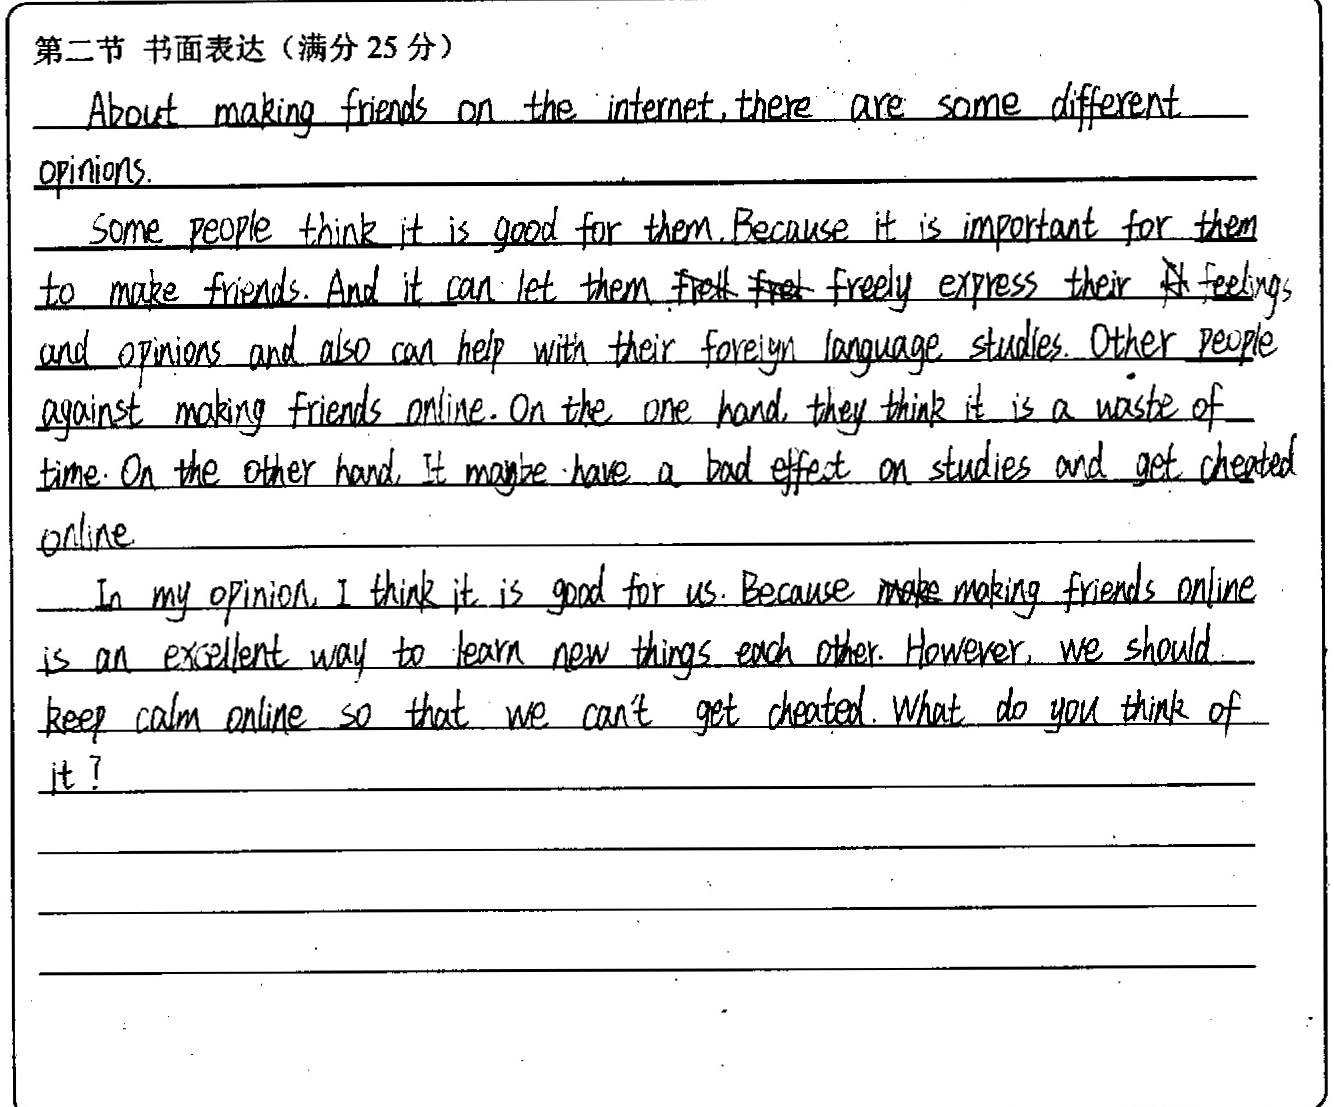 第二节 书面表达（满分 25 分）
About making friends on the internet, there are some different
opinions.
Some people think it is good for them. Because it is important for them
to make friends. And it can let them freely express their feelings
and opinions and also can help with their foreign language studies. Other people
against making friends online. On the one hand, they think it is a waste of
time. On the other hand, It maybe have a bad effect on studies and get cheated
online
In my opinion, I think it is good for us. Because making friends online
is an excellent way to learn new things each other. However, we should
keep calm online so that we can't get cheated. What do you think of
it?